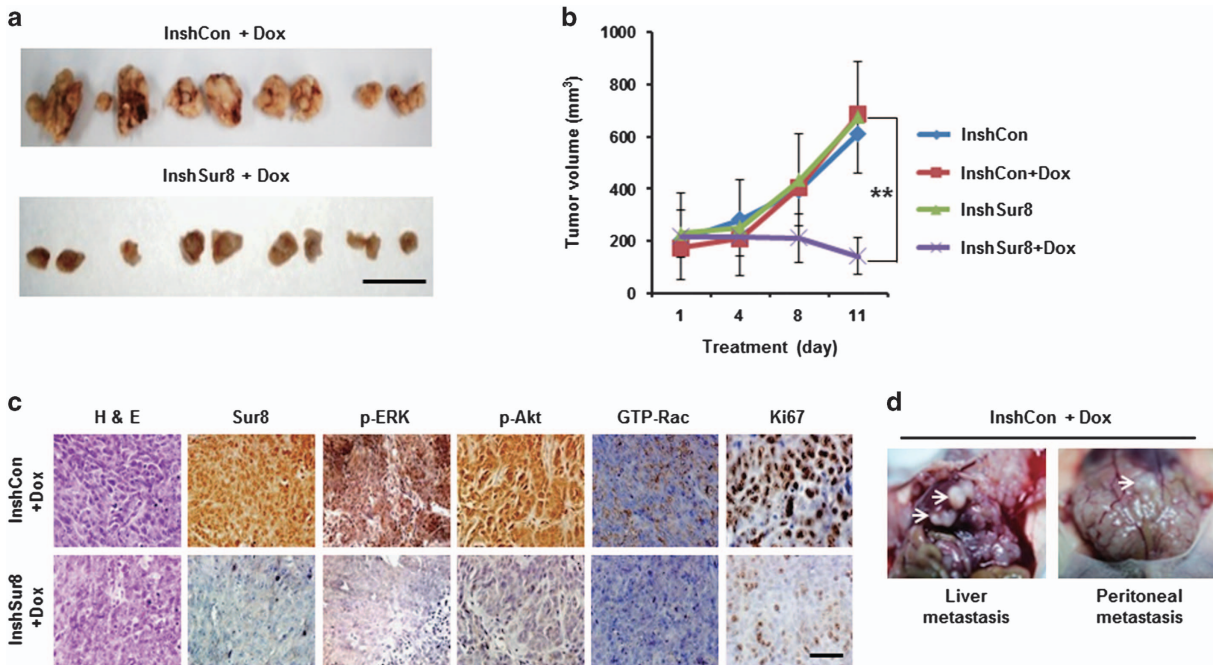 a
InshCon + Dox
InshSur8 + Dox
b
Tumor volume (mm³)
1000
800
600
400
200
0
1 4 8 11
Treatment (day)
**
InshCon
InshCon+Dox
InshSur8
InshSur8+Dox
c
H & E Sur8 p-ERK p-Akt GTP-Rac Ki67
InshCon
+Dox
InshSur8
+Dox
d
InshCon + Dox
Liver
metastasis
Peritoneal
metastasis